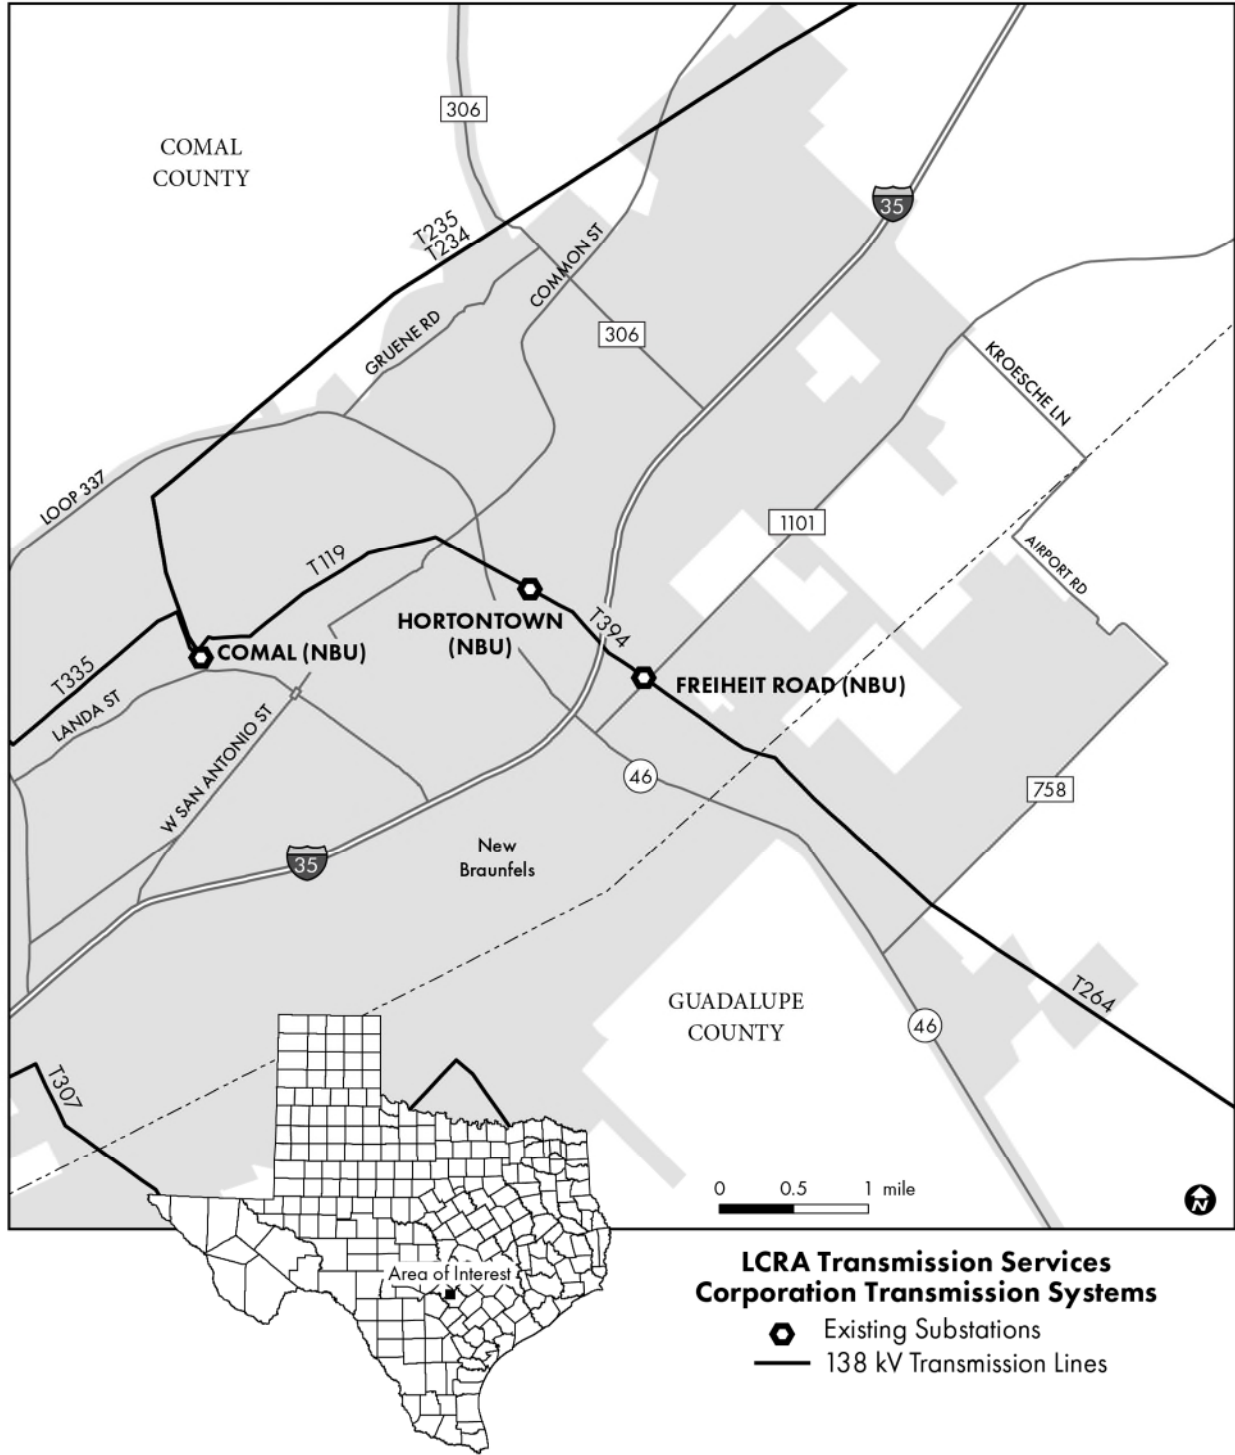 306
COMAL
COUNTY
35
T235
T234
COMMON ST
GRUENE RD
306
KROESCHE LN
LOOP 337
1101
AIRPORT RD
T119
HORTONTOWN
(NBU)
T394
COMAL (NBU)
T335
FREIHEIT ROAD (NBU)
LANDA ST
W SAN ANTONIO ST
46
758
35
New
Braunfels
GUADALUPE
COUNTY
T264
46
T307
0 0.5 1 mile
N
Area of Interest
LCRA Transmission Services
Corporation Transmission Systems
Existing Substations
138 kV Transmission Lines